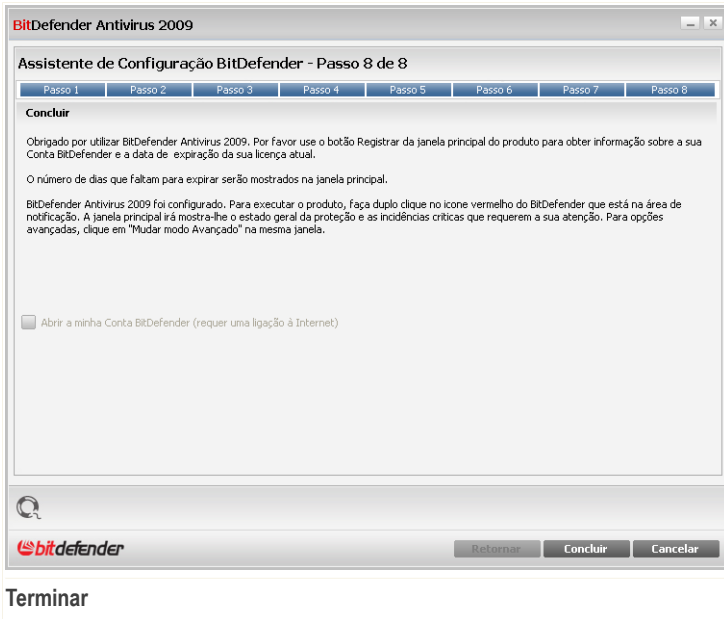 BitDefender Antivirus 2009
Assistente de Configuração BitDefender - Passo 8 de 8
Passo 1 Passo 2 Passo 3 Passo 4 Passo 5 Passo 6 Passo 7 Passo 8
Concluir
Obrigado por utilizar BitDefender Antivirus 2009. Por favor use o botão Registrar da janela principal do produto para obter informação sobre a sua
Conta BitDefender e a data de expiração da sua licença atual.
O número de dias que faltam para expirar serão mostrados na janela principal.
BitDefender Antivirus 2009 foi configurado. Para executar o produto, faça duplo clique no icone vermelho do BitDefender que está na área de
notificação. A janela principal irá mostra-lhe o estado geral da proteção e as incidências criticas que requerem a sua atenção. Para opções
avançadas, clique em "Mudar modo Avançado" na mesma janela.
Abrir a minha Conta BitDefender (requer uma ligação à Internet)
bitdefender
Retornar Concluir Cancelar
Terminar